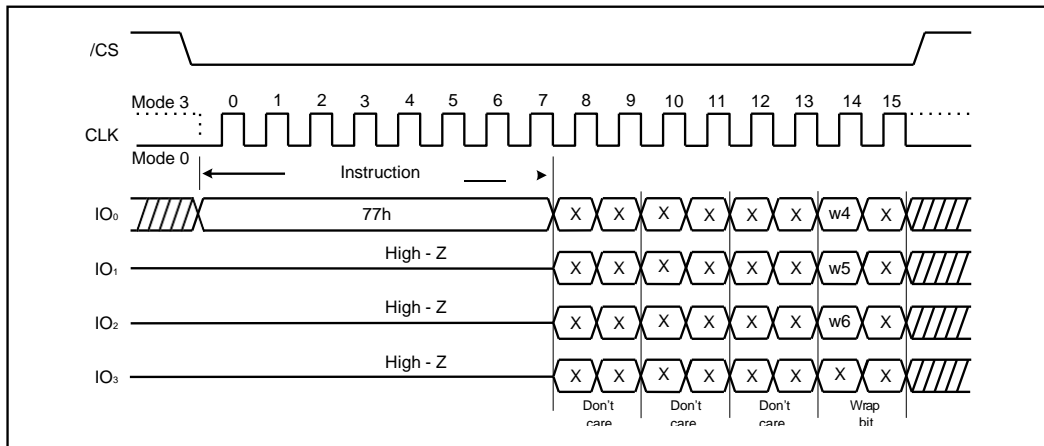 /CS
Mode 3 0 1 2 3 4 5 6 7 8 9 10 11 12 13 14 15
CLK
Mode 0
Instruction
IO₀ 77h X X X X X X w4 X
High - Z
IO₁ X X X X X X w5 X
High - Z
IO₂ X X X X X X w6 X
High - Z
IO₃ X X X X X X X X
Don't Don't Don't Wrap
care care care bit